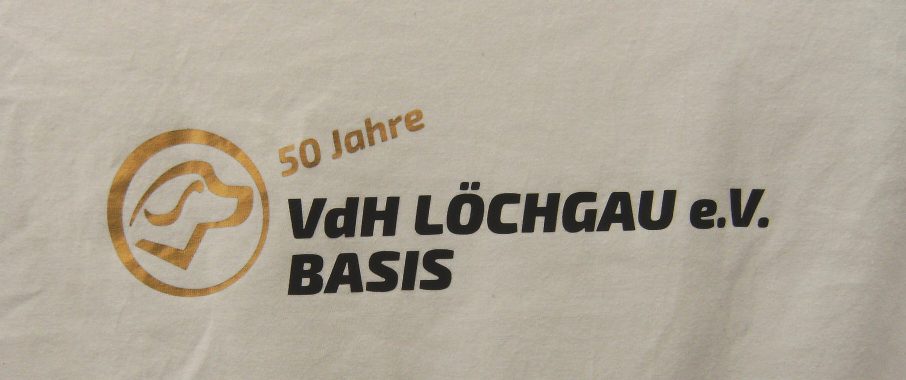 50 Jahre
VdH LÖCHGAU e.V.
BASIS